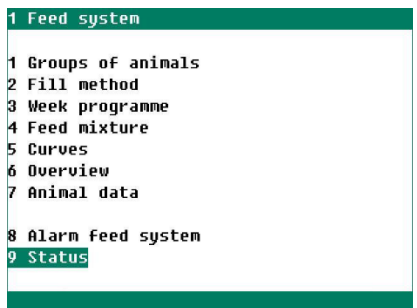 1 Feed system
1 Groups of animals
2 Fill method
3 Week programme
4 Feed mixture
5 Curves
6 Overview
7 Animal data
8 Alarm feed system
9 Status